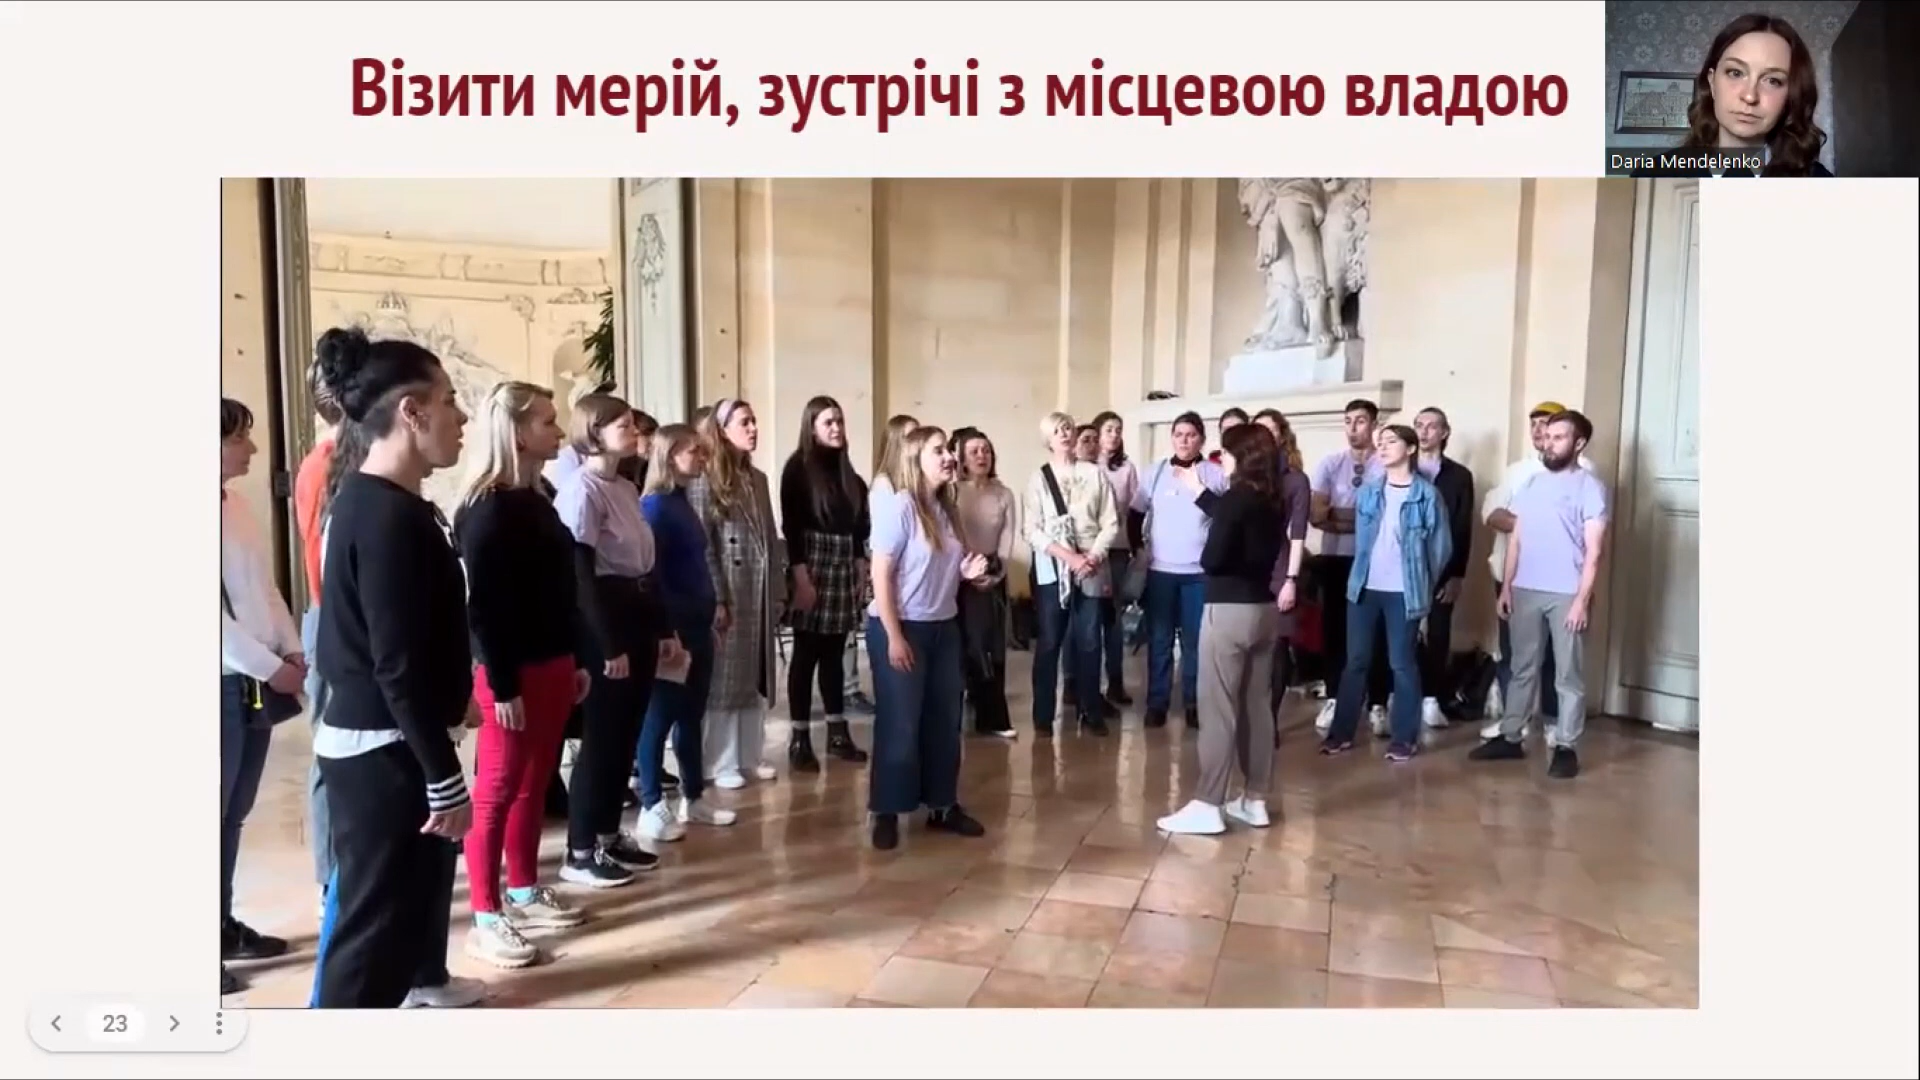 Візити мерій, зустрічі з місцевою владою
Daria Mendelenko
23